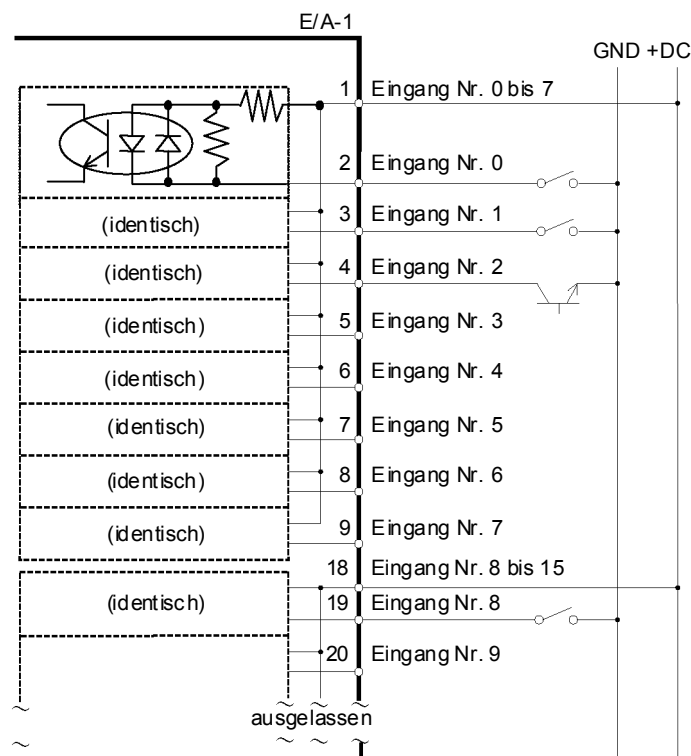 E/A-1
GND +DC
1 Eingang Nr. 0 bis 7
2 Eingang Nr. 0
(identisch) 3 Eingang Nr. 1
(identisch) 4 Eingang Nr. 2
(identisch) 5 Eingang Nr. 3
(identisch) 6 Eingang Nr. 4
(identisch) 7 Eingang Nr. 5
(identisch) 8 Eingang Nr. 6
(identisch) 9 Eingang Nr. 7
18 Eingang Nr. 8 bis 15
(identisch) 19 Eingang Nr. 8
20 Eingang Nr. 9
ausgelassen